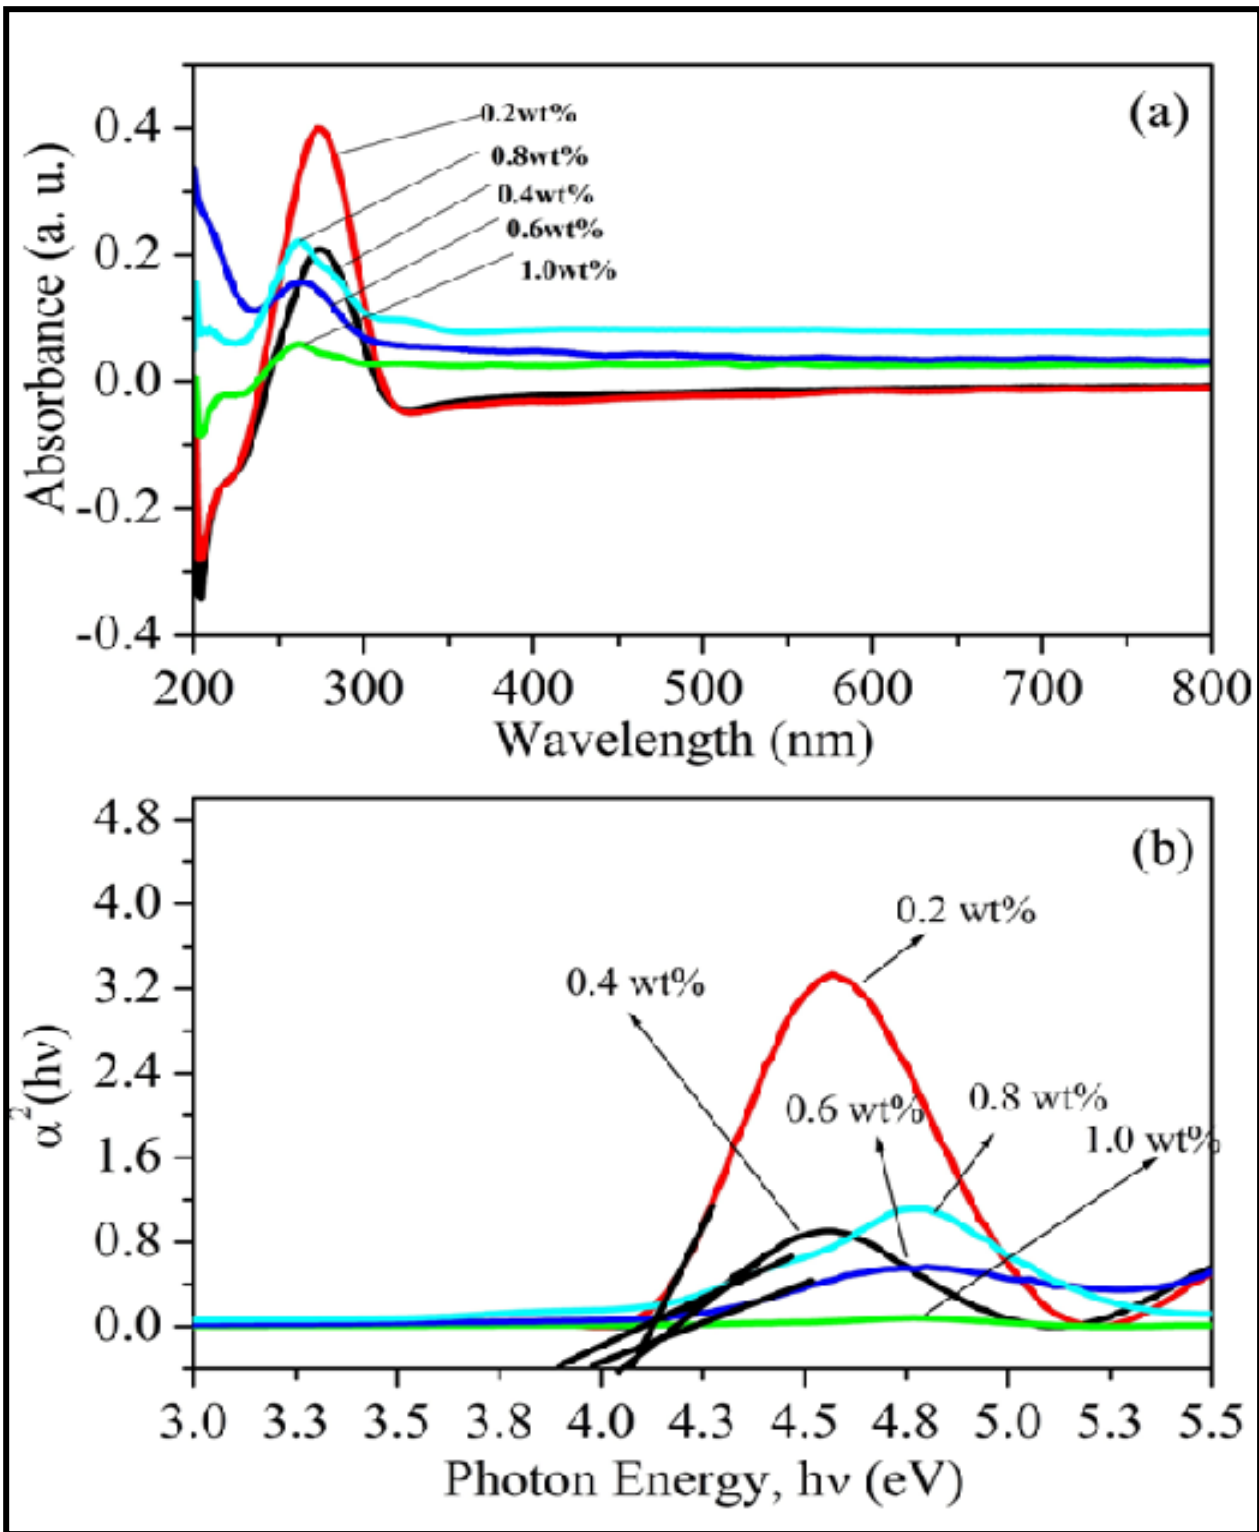 (a)
0.4
0.2
0.0
-0.2
-0.4
Absorbance (a. u.)
0.2wt%
0.8wt%
0.4wt%
0.6wt%
1.0wt%
200 300 400 500 600 700 800
Wavelength (nm)
(b)
4.8
4.0
3.2
2.4
1.6
0.8
0.0
α²(hν)
0.2 wt%
0.4 wt%
0.6 wt%
0.8 wt%
1.0 wt%
3.0 3.3 3.5 3.8 4.0 4.3 4.5 4.8 5.0 5.5
Photon Energy, hν (eV)